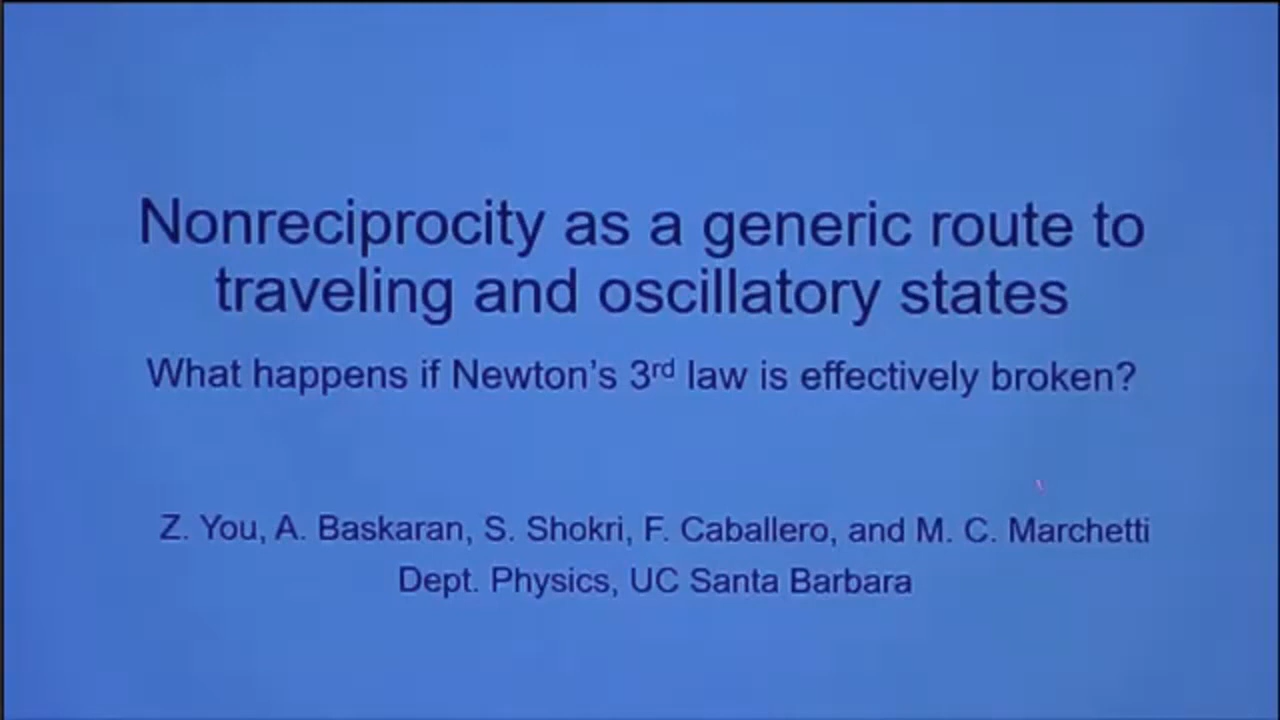 Nonreciprocity as a generic route to
traveling and oscillatory states
What happens if Newton's 3rd law is effectively broken?
Z. You, A. Baskaran, S. Shokri, F. Caballero, and M. C. Marchetti
Dept. Physics, UC Santa Barbara